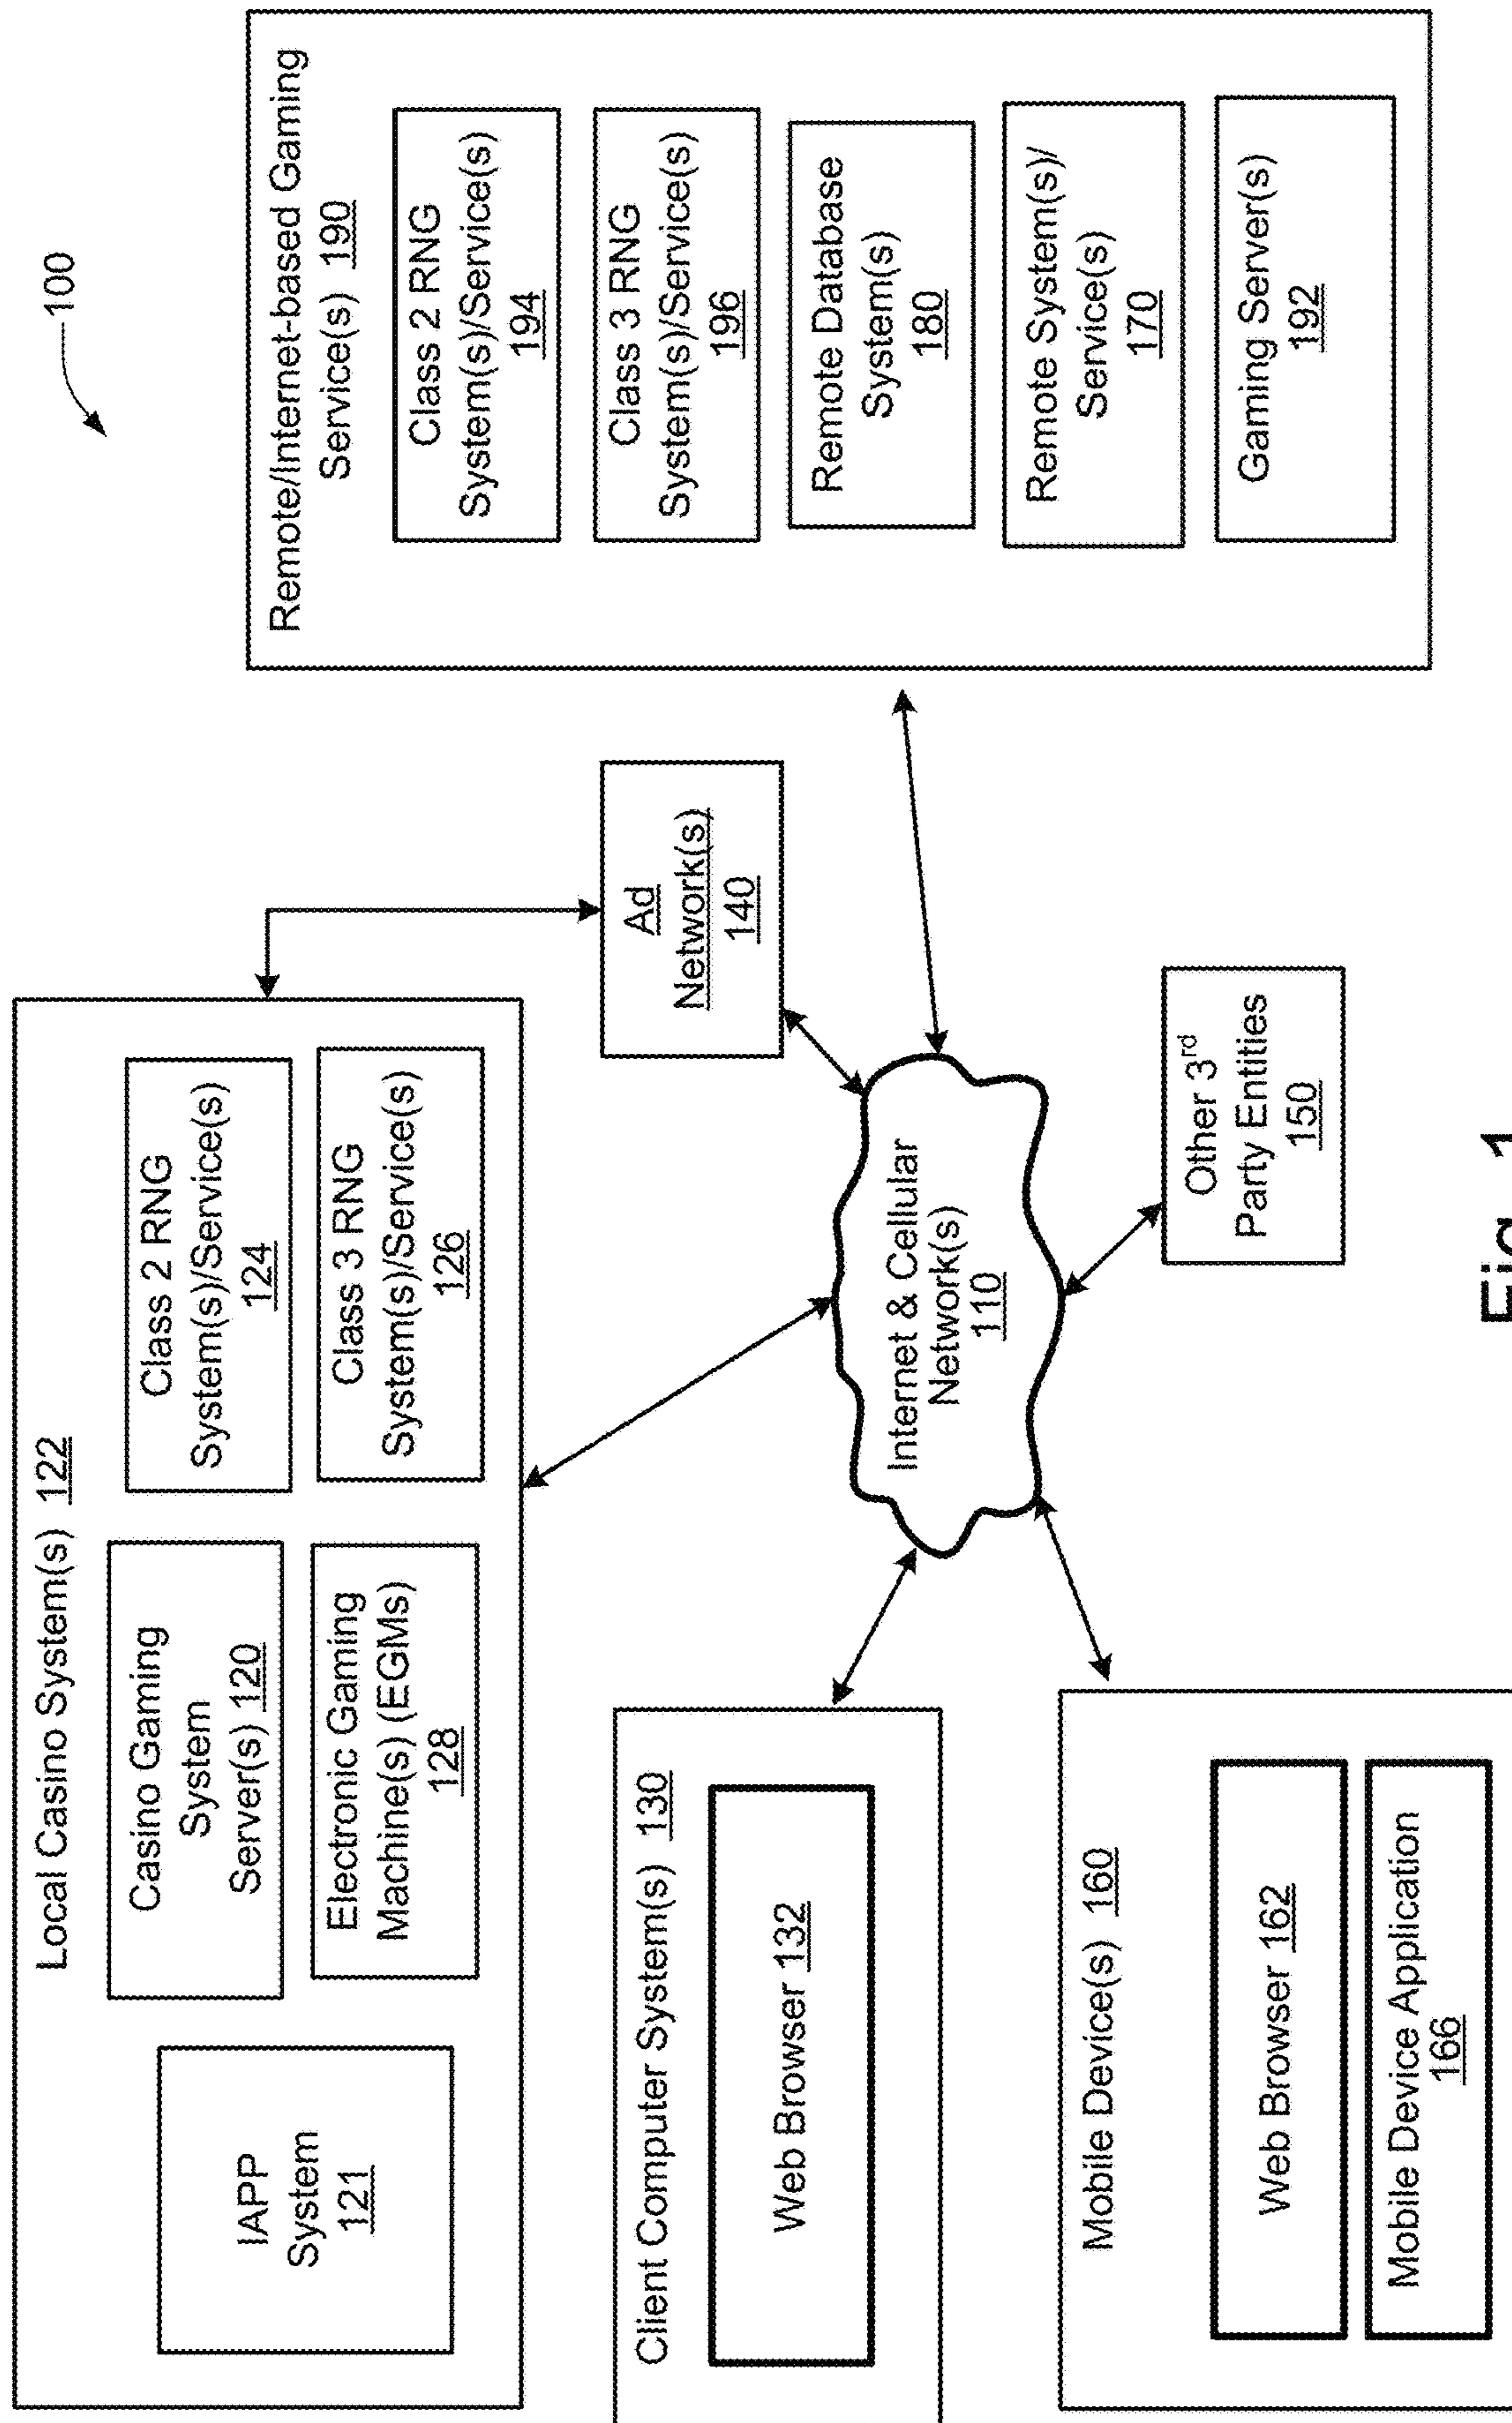 100
Local Casino System(s) 122
IAPP
System
121
Casino Gaming
System
Server(s) 120
Electronic Gaming
Machine(s) (EGMs)
128
Class 2 RNG
System(s)/Service(s)
124
Class 3 RNG
System(s)/Service(s)
126
Remote/Internet-based Gaming
Service(s) 190
Class 2 RNG
System(s)/Service(s)
194
Class 3 RNG
System(s)/Service(s)
196
Remote Database
System(s)
180
Remote System(s)/
Service(s)
170
Gaming Server(s)
192
Ad
Network(s)
140
Client Computer System(s) 130
Web Browser 132
Internet & Cellular
Network(s)
110
Mobile Device(s) 160
Web Browser 162
Mobile Device Application
166
Other 3rd
Party Entities
150
Fig. 1